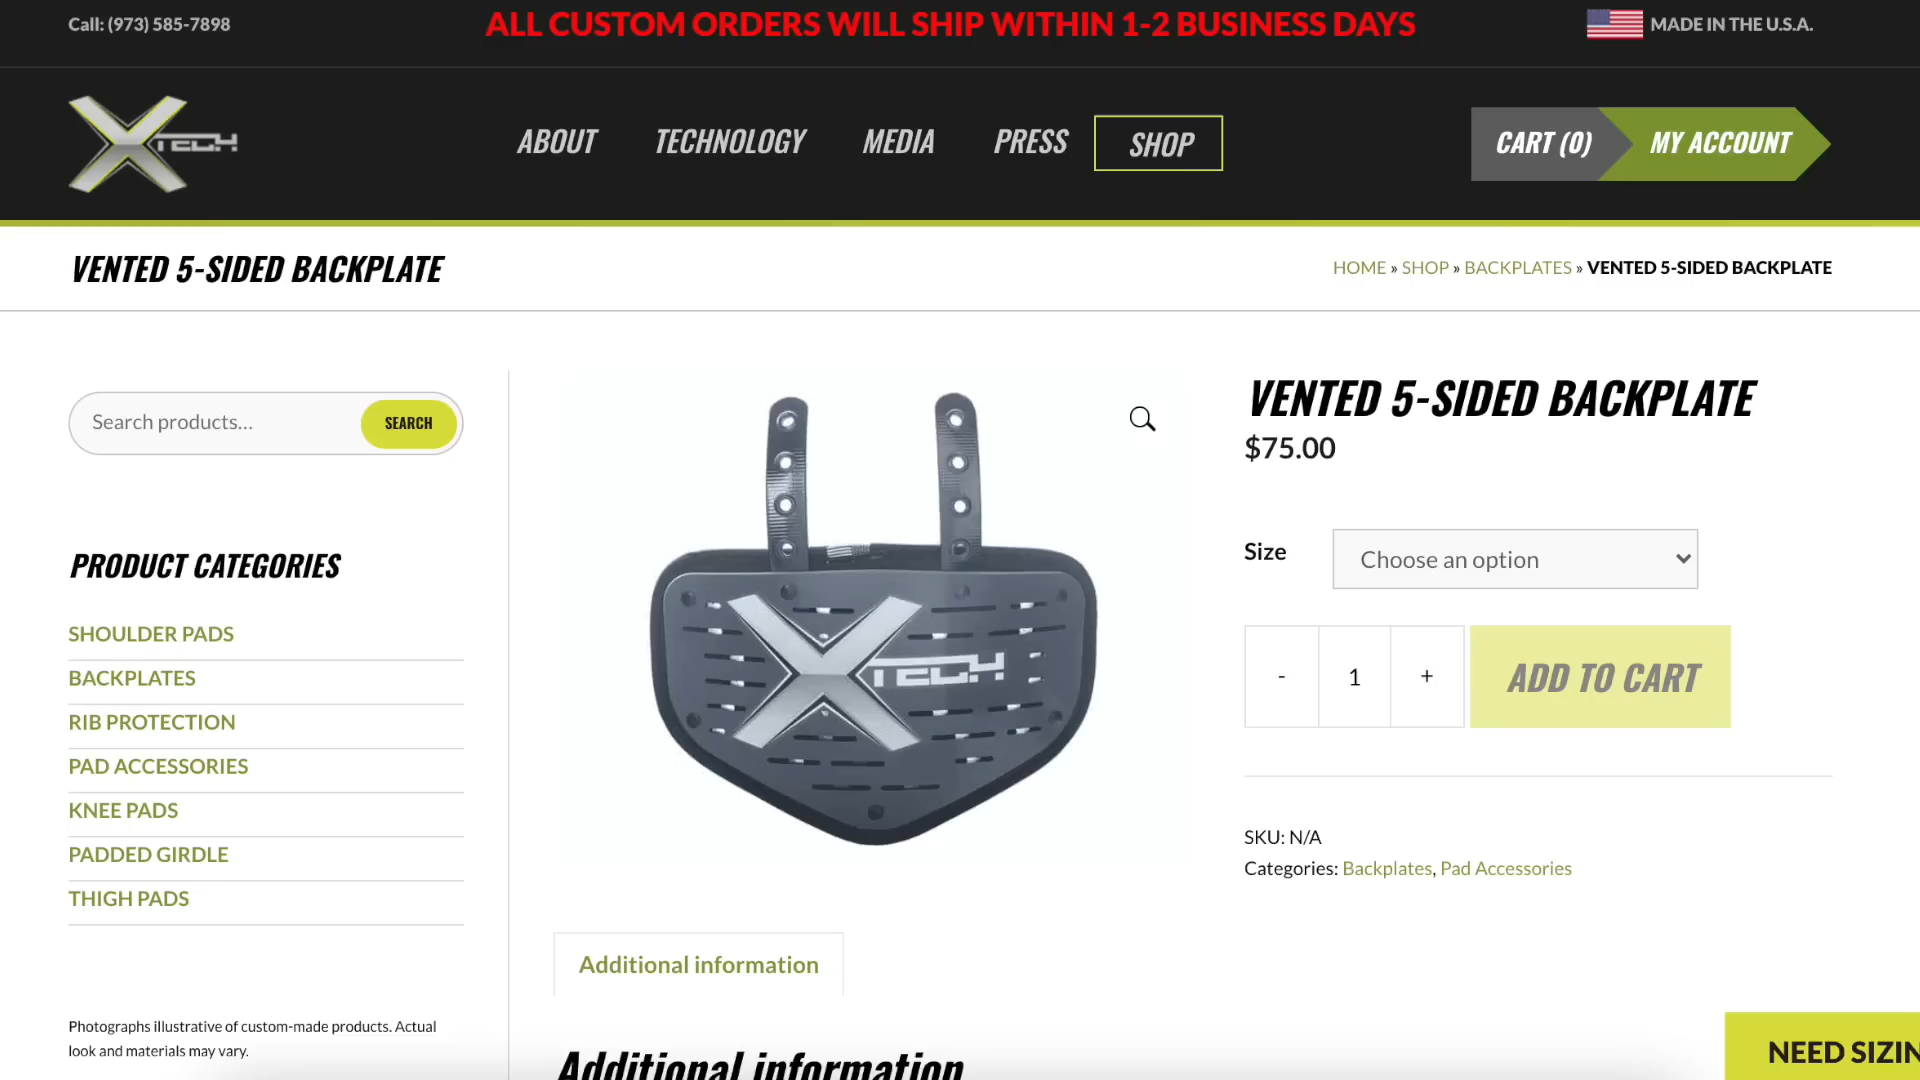 Call: (973) 585-7898
ALL CUSTOM ORDERS WILL SHIP WITHIN 1-2 BUSINESS DAYS
MADE IN THE U.S.A.
XTECH
ABOUT
TECHNOLOGY
MEDIA
PRESS
SHOP
CART (0)
MY ACCOUNT
VENTED 5-SIDED BACKPLATE
HOME » SHOP » BACKPLATES » VENTED 5-SIDED BACKPLATE
Search products...
SEARCH
PRODUCT CATEGORIES
SHOULDER PADS
BACKPLATES
RIB PROTECTION
PAD ACCESSORIES
KNEE PADS
PADDED GIRDLE
THIGH PADS
Photographs illustrative of custom-made products. Actual
look and materials may vary.
XTECH
VENTED 5-SIDED BACKPLATE
$75.00
Size
Choose an option
- 1 +
ADD TO CART
SKU: N/A
Categories: Backplates, Pad Accessories
Additional information
Additional information
NEED SIZIN